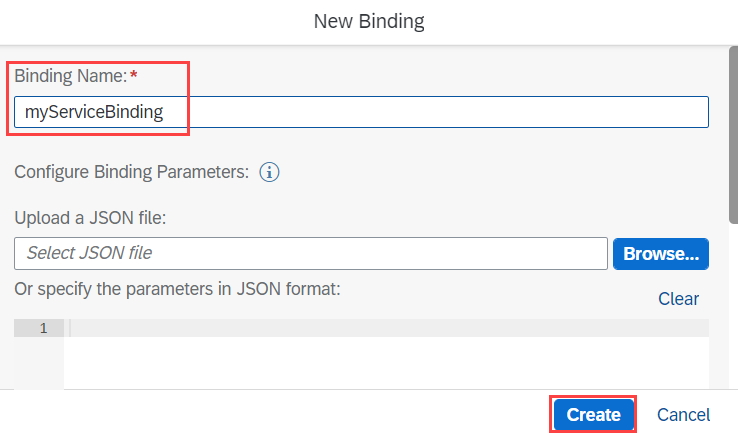 New Binding
Binding Name:*
myServiceBinding
Configure Binding Parameters: i
Upload a JSON file:
Select JSON file Browse...
Or specify the parameters in JSON format:
Clear
1
Create Cancel